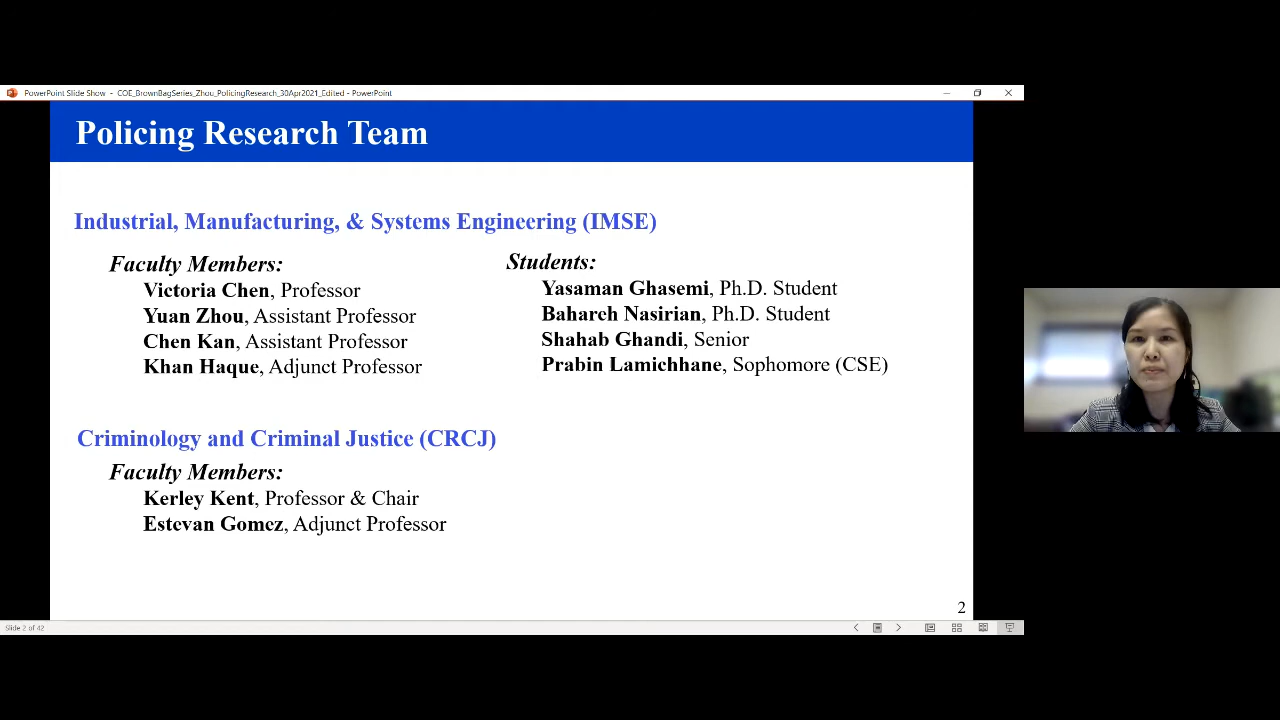 PowerPoint Slide Show - COE_BrownBagSeries_Zhou_PolicingResearch_30Apr2021_Edited - PowerPoint
Policing Research Team
Industrial, Manufacturing, & Systems Engineering (IMSE)
Faculty Members:
Victoria Chen, Professor
Yuan Zhou, Assistant Professor
Chen Kan, Assistant Professor
Khan Haque, Adjunct Professor
Students:
Yasaman Ghasemi, Ph.D. Student
Baharch Nasirian, Ph.D. Student
Shahab Ghandi, Senior
Prabin Lamichhane, Sophomore (CSE)
Criminology and Criminal Justice (CRCJ)
Faculty Members:
Kerley Kent, Professor & Chair
Estevan Gomez, Adjunct Professor
2
Slide 2 of 42